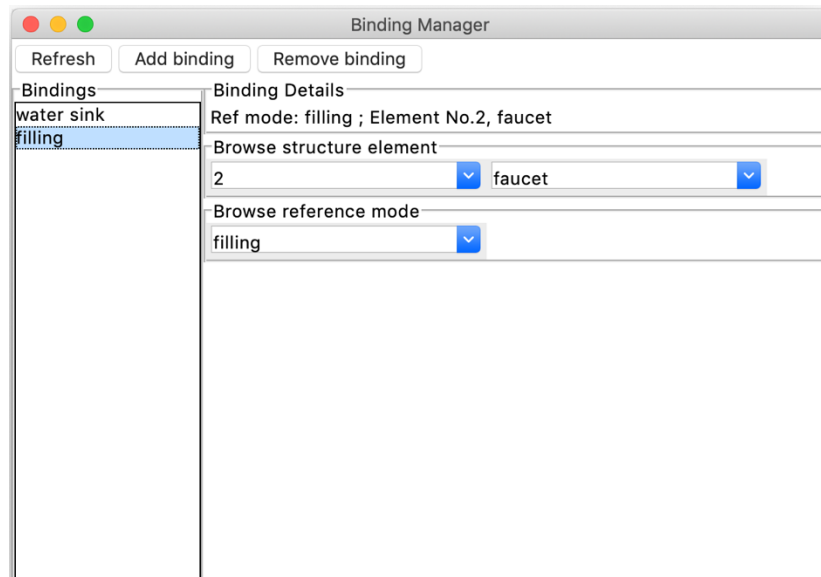 Binding Manager
Refresh Add binding Remove binding
Bindings
water sink
filling
Binding Details
Ref mode: filling ; Element No.2, faucet
Browse structure element
2 faucet
Browse reference mode
filling